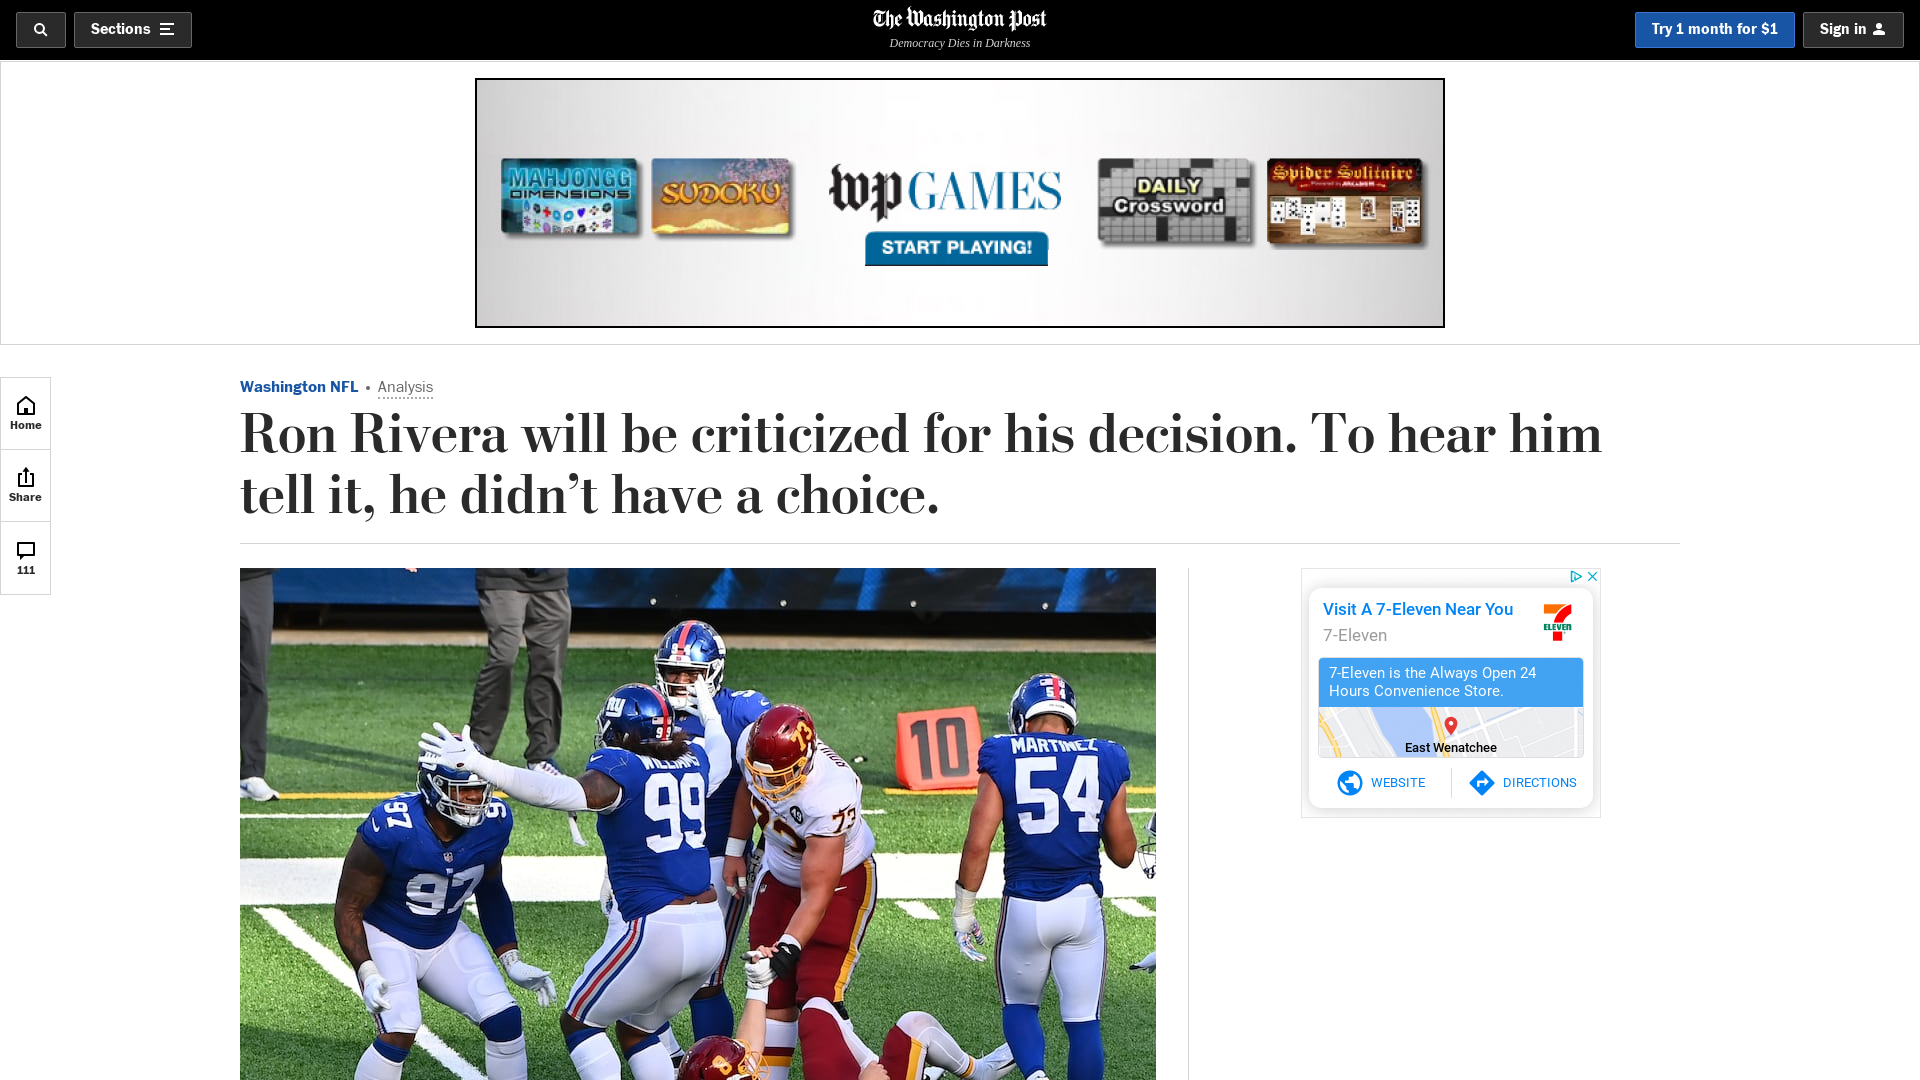 Sections
The Washington Post
Democracy Dies in Darkness
Try 1 month for $1
Sign in
MAHJONGG
DIMENSIONS
SUDOKU
wp GAMES
START PLAYING!
DAILY
Crossword
Spider Solitaire
Home
Share
111
Washington NFL • Analysis
Ron Rivera will be criticized for his decision. To hear him
tell it, he didn’t have a choice.
Visit A 7-Eleven Near You
7-Eleven
ELEVEN
7-Eleven is the Always Open 24
Hours Convenience Store.
East Wenatchee
WEBSITE
DIRECTIONS
10
MARTINEZ
54
WILLIAMS
99
97
73
73
8